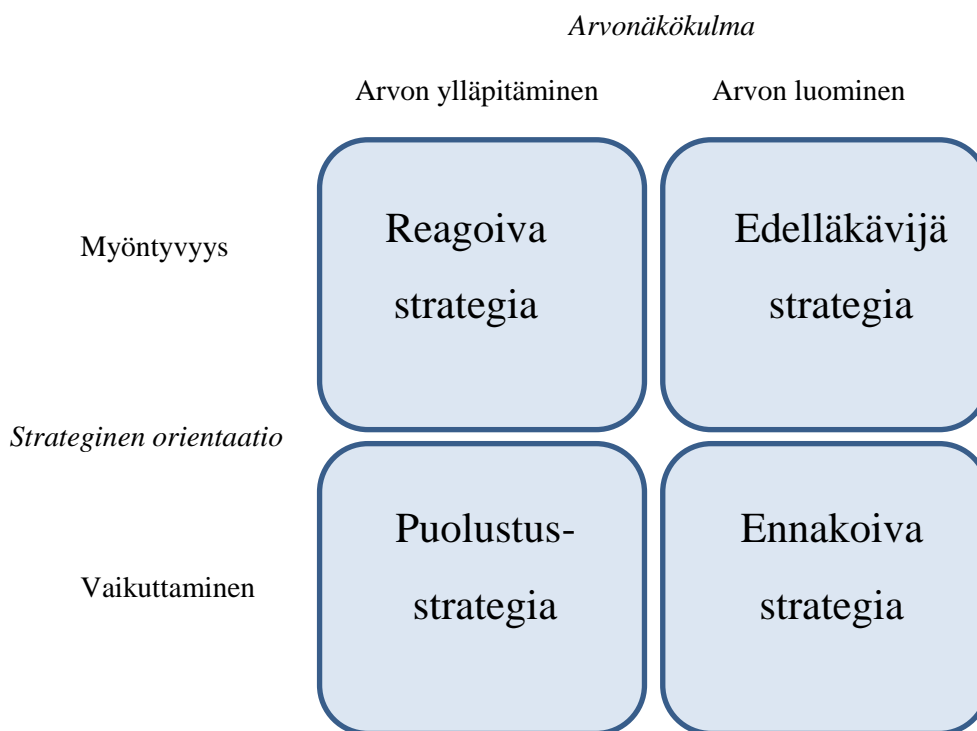 Arvonäkökulma
Arvon ylläpitäminen
Arvon luominen
Myöntyvyys
Reagoiva
strategia
Edelläkävijä
strategia
Strateginen orientaatio
Vaikuttaminen
Puolustus-
strategia
Ennakoiva
strategia